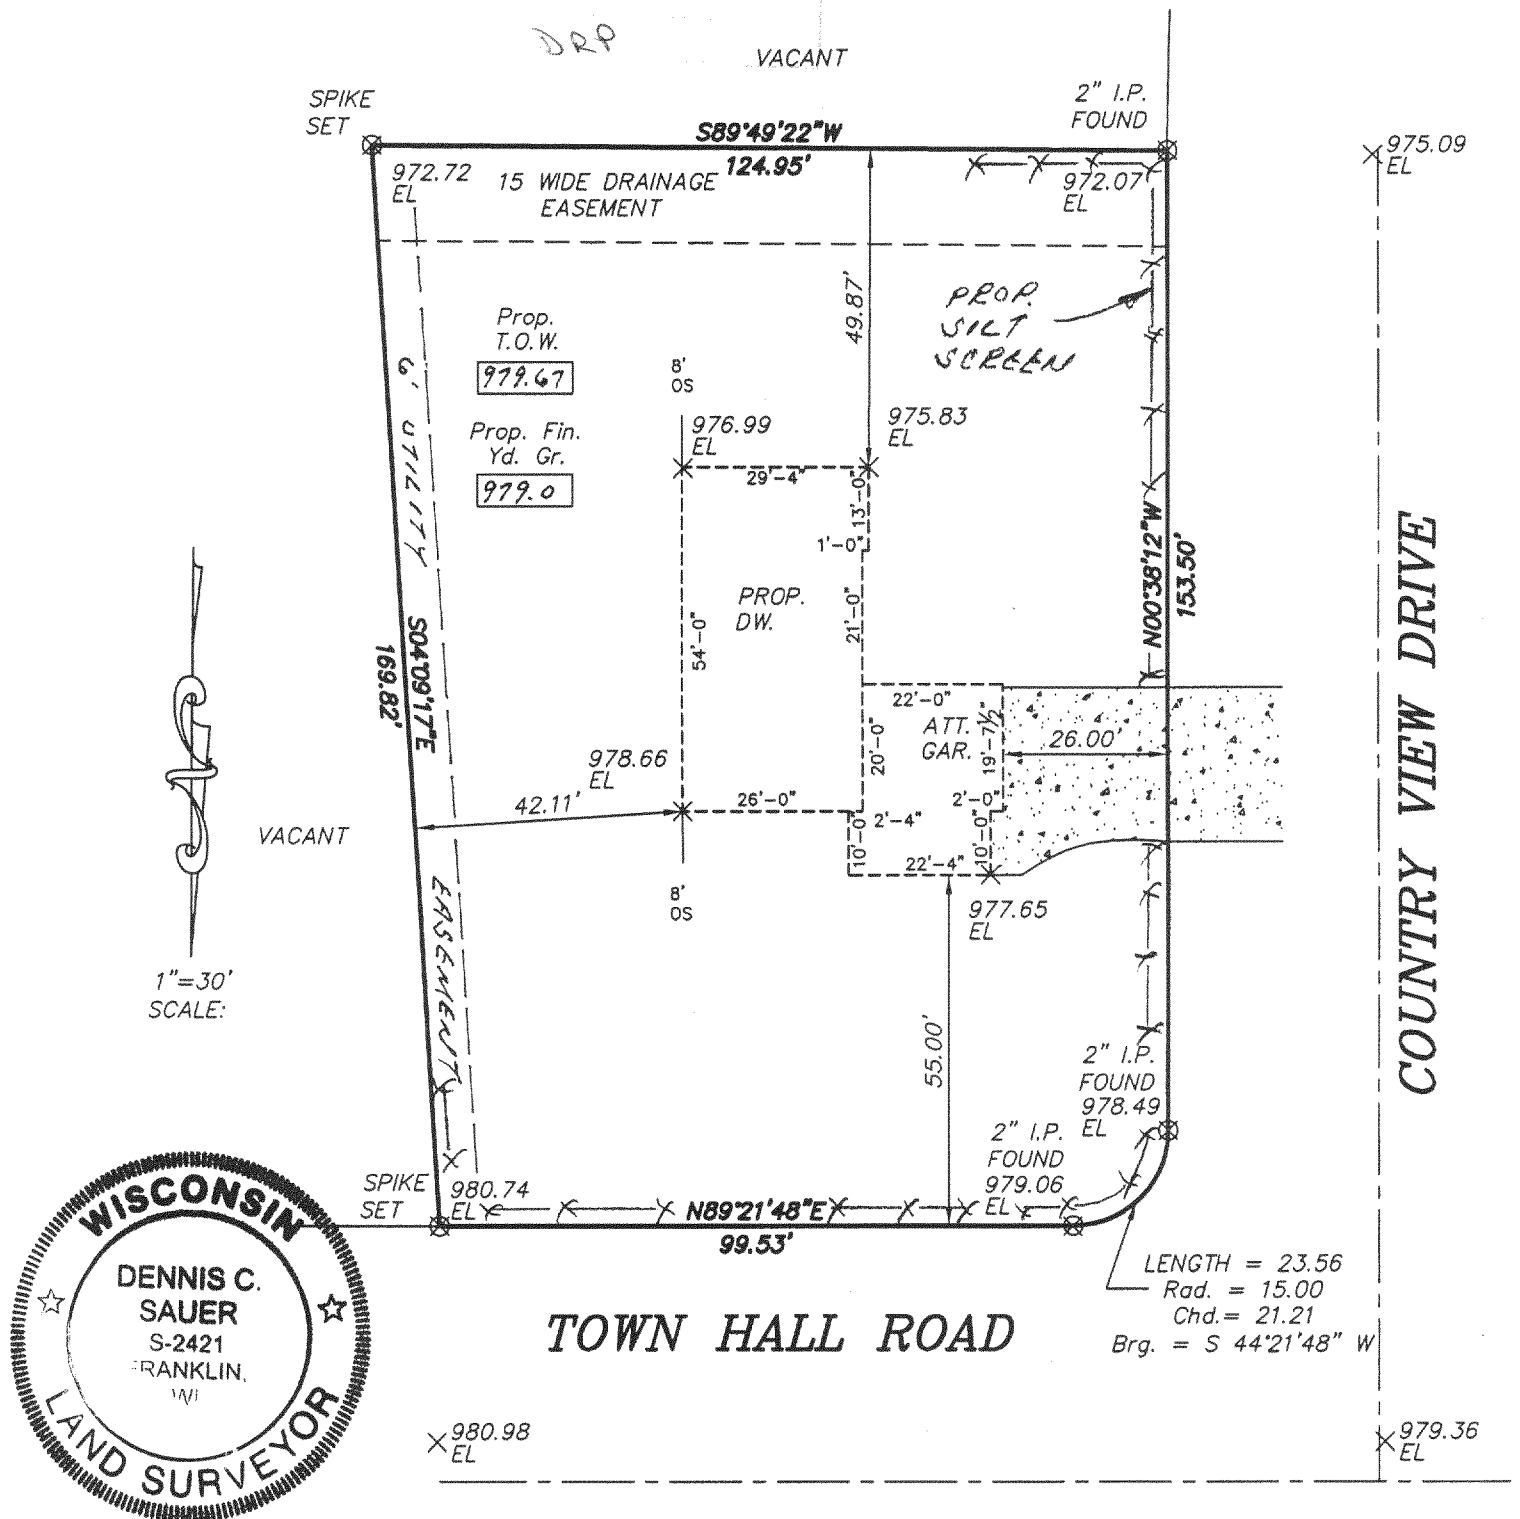 DRP
VACANT
SPIKE
SET
2" I.P.
FOUND
S89°49'22"W
124.95'
975.09
EL
972.72
EL
15 WIDE DRAINAGE
EASEMENT
972.07
EL
49.87'
PROP.
SILT
SCREEN
Prop.
T.O.W.
979.67
Prop. Fin.
Yd. Gr.
979.0
8'
OS
976.99
EL
975.83
EL
29'-4"
13'-0"
1'-0"
6' UTILITY
EASEMENT
PROP.
DW.
21'-0"
54'-0"
N00°38'12"W
153.50'
COUNTRY VIEW DRIVE
S04°09'17"E
169.82'
22'-0"
ATT.
GAR.
20'-0"
19'-7½"
26.00'
978.66
EL
42.11'
26'-0"
2'-4"
2'-0"
10'-0"
10'-0"
22'-4"
VACANT
8'
OS
977.65
EL
1"=30'
SCALE:
55.00'
2" I.P.
FOUND
978.49
EL
2" I.P.
FOUND
979.06
EL
SPIKE
SET
980.74
EL
N89°21'48"E
99.53'
LENGTH = 23.56
Rad. = 15.00
Chd.= 21.21
Brg. = S 44°21'48" W
TOWN HALL ROAD
WISCONSIN
DENNIS C.
SAUER
S-2421
FRANKLIN,
WI
LAND SURVEYOR
980.98
EL
979.36
EL